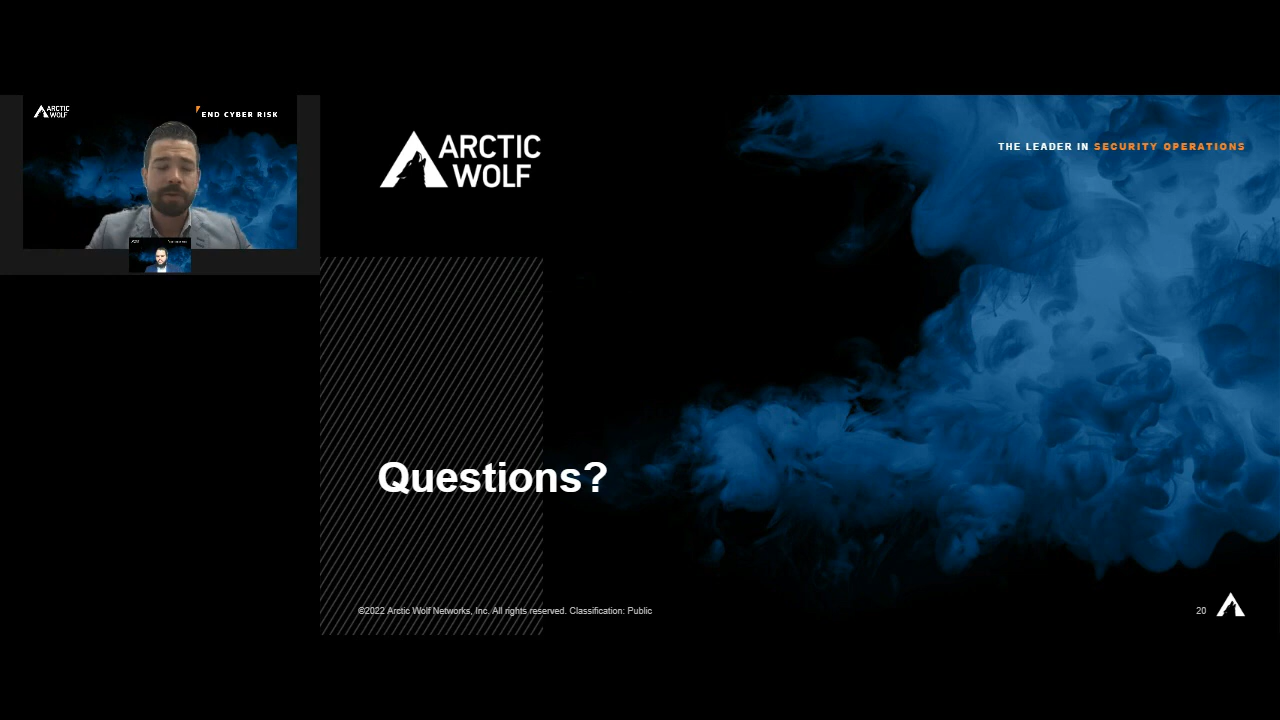 ARCTIC
WOLF
END CYBER RISK
ARCTIC
WOLF
THE LEADER IN SECURITY OPERATIONS
Questions?
©2022 Arctic Wolf Networks, Inc. All rights reserved. Classification: Public
20